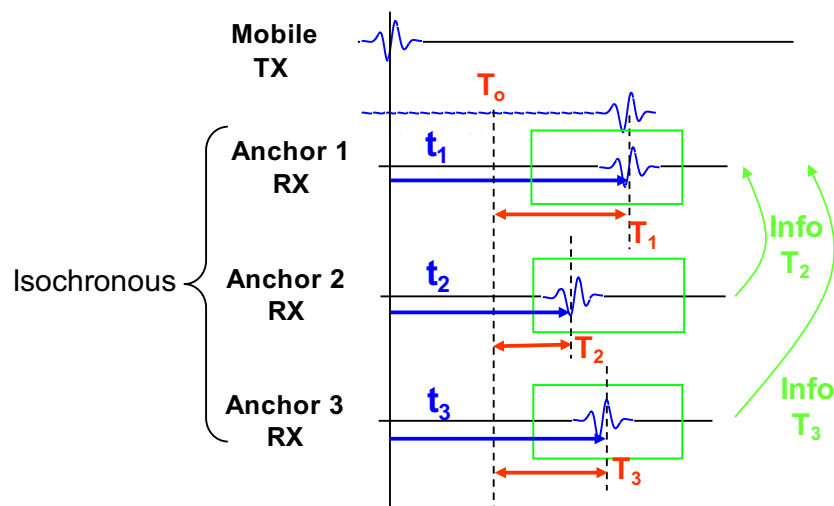 Mobile
TX
T₀
Anchor 1
RX
t₁
T₁
Info
T₂
Isochronous
Anchor 2
RX
t₂
T₂
Anchor 3
RX
t₃
T₃
Info
T₃